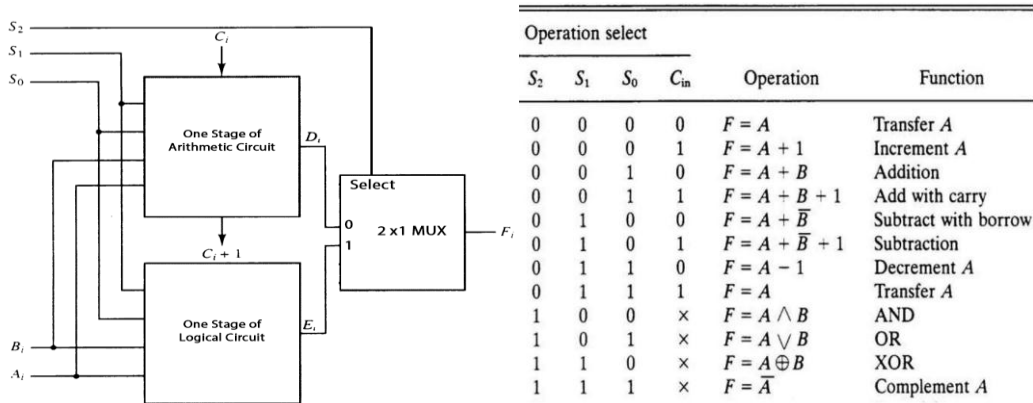 S₂
S₁
S₀
Cᵢ
One Stage of
Arithmetic Circuit
Dᵢ
Select
0
1
2 x1 MUX
Fᵢ
Cᵢ + 1
One Stage of
Logical Circuit
Eᵢ
Bᵢ
Aᵢ
Operation select
S₂ S₁ S₀ Cᵢₙ Operation Function
0 0 0 0 F = A Transfer A
0 0 0 1 F = A + 1 Increment A
0 0 1 0 F = A + B Addition
0 0 1 1 F = A + B + 1 Add with carry
0 1 0 0 F = A + B̅ Subtract with borrow
0 1 0 1 F = A + B̅ + 1 Subtraction
0 1 1 0 F = A − 1 Decrement A
0 1 1 1 F = A Transfer A
1 0 0 × F = A ∧ B AND
1 0 1 × F = A ∨ B OR
1 1 0 × F = A ⊕ B XOR
1 1 1 × F = A̅ Complement A